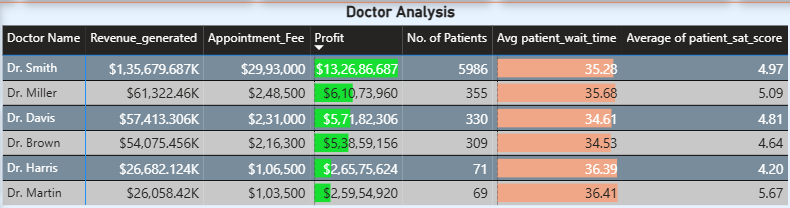 Doctor Analysis
Doctor Name Revenue_generated Appointment_Fee Profit No. of Patients Avg patient_wait_time Average of patient_sat_score
Dr. Smith $1,35,679.687K $29,93,000 $13,26,86,687 5986 35.28 4.97
Dr. Miller $61,322.46K $2,48,500 $6,10,73,960 355 35.68 5.09
Dr. Davis $57,413.306K $2,31,000 $5,71,82,306 330 34.61 4.81
Dr. Brown $54,075.456K $2,16,300 $5,38,59,156 309 34.53 4.64
Dr. Harris $26,682.124K $1,06,500 $2,65,75,624 71 36.39 4.20
Dr. Martin $26,058.42K $1,03,500 $2,59,54,920 69 36.41 5.67